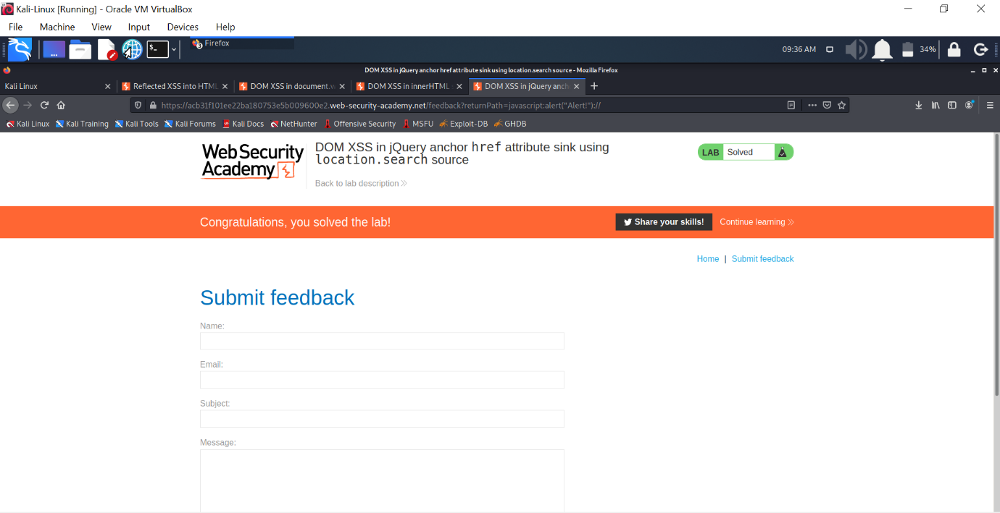 Kali-Linux [Running] - Oracle VM VirtualBox
File Machine View Input Devices Help
$_ Firefox 09:36 AM 34%
DOM XSS in jQuery anchor href attribute sink using location.search source - Mozilla Firefox
Kali Linux Reflected XSS into HTML DOM XSS in document.w DOM XSS in innerHTML DOM XSS in jQuery anch
https://acb31f101ee22ba180753e5b009600e2.web-security-academy.net/feedback?returnPath=javascript:alert("Alert!")://
Kali Linux Kali Training Kali Tools Kali Forums Kali Docs NetHunter Offensive Security MSFU Exploit-DB GHDB
Web Security
Academy
DOM XSS in jQuery anchor href attribute sink using
location.search source
Back to lab description
LAB Solved
Congratulations, you solved the lab!
Share your skills!
Continue learning
Home | Submit feedback
Submit feedback
Name:
Email:
Subject:
Message: